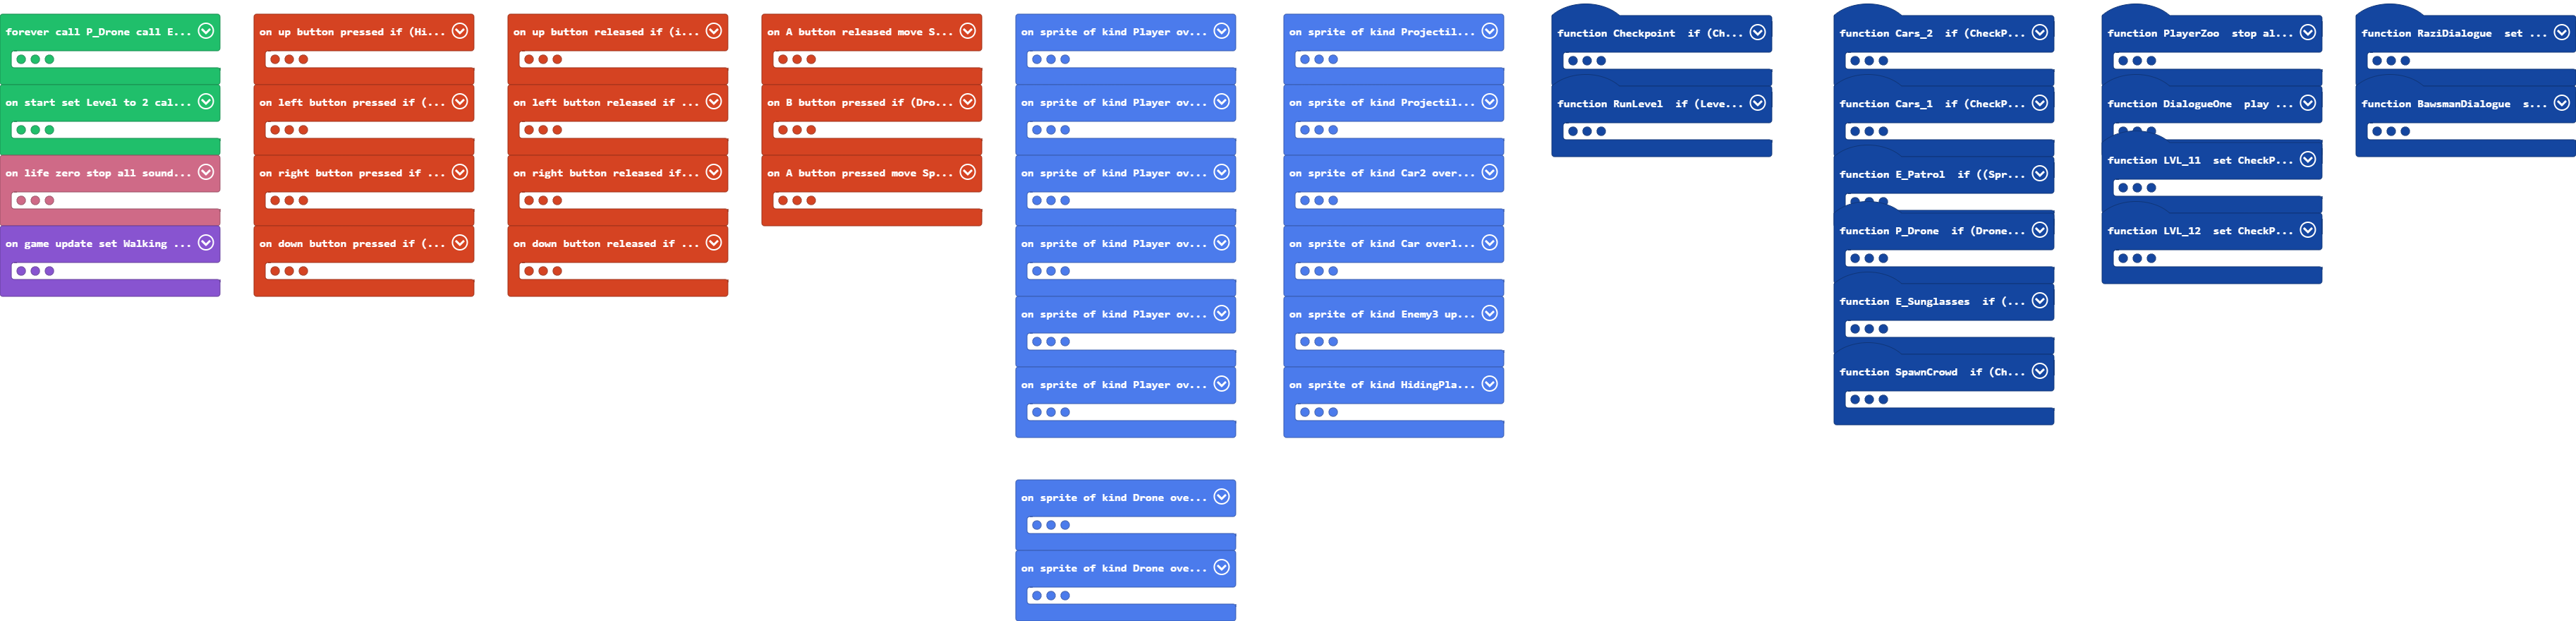 forever call P_Drone call E...
on start set Level to 2 cal...
on life zero stop all sound...
on game update set Walking ...
on up button pressed if (Hi...
on left button pressed if (...
on right button pressed if ...
on down button pressed if (...
on up button released if (i...
on left button released if ...
on right button released if...
on down button released if ...
on A button released move S...
on B button pressed if (Dro...
on A button pressed move Sp...
on sprite of kind Player ov...
on sprite of kind Player ov...
on sprite of kind Player ov...
on sprite of kind Player ov...
on sprite of kind Player ov...
on sprite of kind Player ov...
on sprite of kind Drone ove...
on sprite of kind Drone ove...
on sprite of kind Projectil...
on sprite of kind Projectil...
on sprite of kind Car2 over...
on sprite of kind Car overl...
on sprite of kind Enemy3 up...
on sprite of kind HidingPla...
function Checkpoint if (Ch...
function RunLevel if (Leve...
function Cars_2 if (CheckP...
function Cars_1 if (CheckP...
function E_Patrol if ((Spr...
function P_Drone if (Drone...
function E_Sunglasses if (...
function SpawnCrowd if (Ch...
function PlayerZoo stop al...
function DialogueOne play ...
function LVL_11 set CheckP...
function LVL_12 set CheckP...
function RaziDialogue set ...
function BawsmanDialogue s...